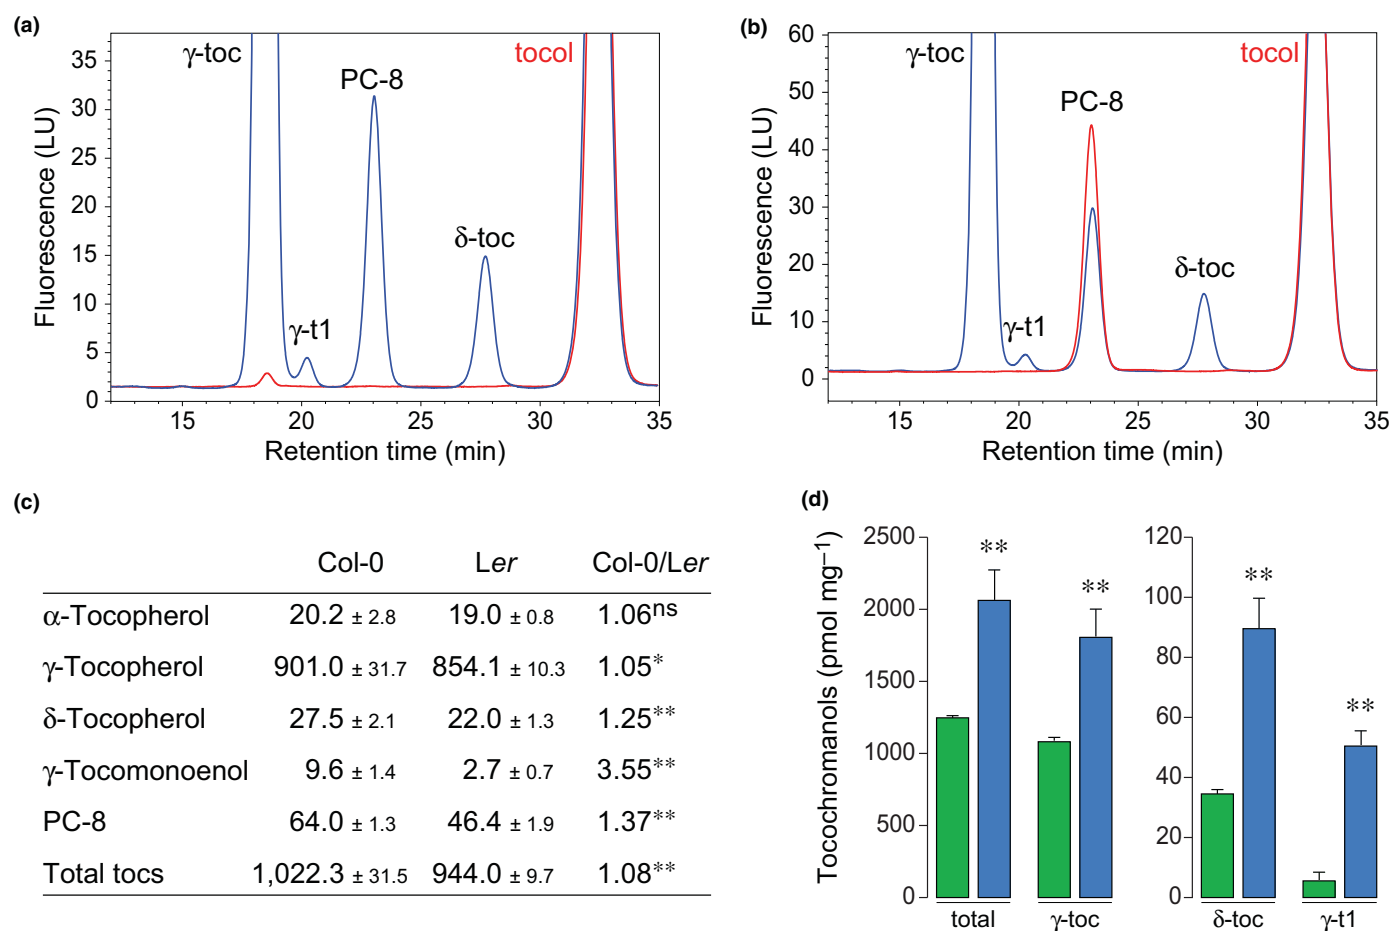 (a)
γ-toc
PC-8
γ-t1
δ-toc
tocol
Fluorescence (LU)
35
30
25
20
15
10
5
0
15 20 25 30 35
Retention time (min)
(b)
γ-toc
PC-8
γ-t1
δ-toc
tocol
Fluorescence (LU)
60
50
40
30
20
10
0
15 20 25 30 35
Retention time (min)
(c)
Col-0 Ler Col-0/Ler
α-Tocopherol 20.2 ± 2.8 19.0 ± 0.8 1.06ns
γ-Tocopherol 901.0 ± 31.7 854.1 ± 10.3 1.05*
δ-Tocopherol 27.5 ± 2.1 22.0 ± 1.3 1.25**
γ-Tocomonoenol 9.6 ± 1.4 2.7 ± 0.7 3.55**
PC-8 64.0 ± 1.3 46.4 ± 1.9 1.37**
Total tocs 1,022.3 ± 31.5 944.0 ± 9.7 1.08**
(d)
Tocochromanols (pmol mg−1)
2500
2000
1500
1000
500
0
** **
total γ-toc
120
100
80
60
40
20
0
** **
δ-toc γ-t1